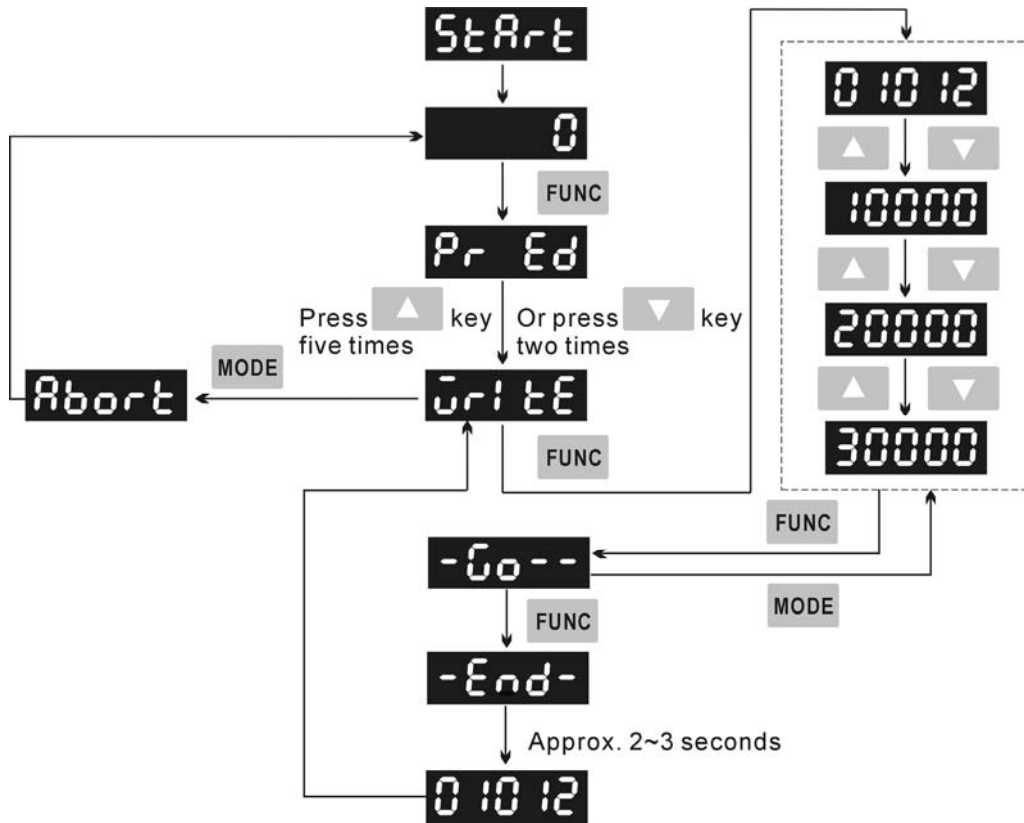 StArt
0
FUNC
Pr Ed
Press key
five times
Or press key
two times
MODE
Abort
WrItE
FUNC
01012
10000
20000
30000
FUNC
-Go--
MODE
FUNC
-End-
Approx. 2~3 seconds
01012